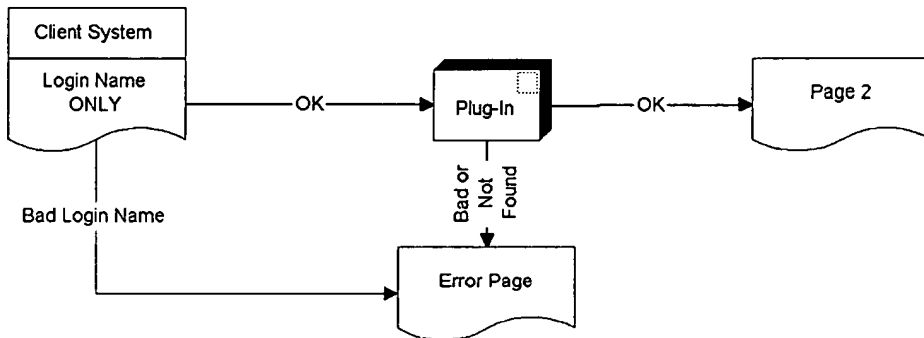 Client System
Login Name
ONLY
OK
Plug-In
OK
Page 2
Bad Login Name
Bad or
Not
Found
Error Page